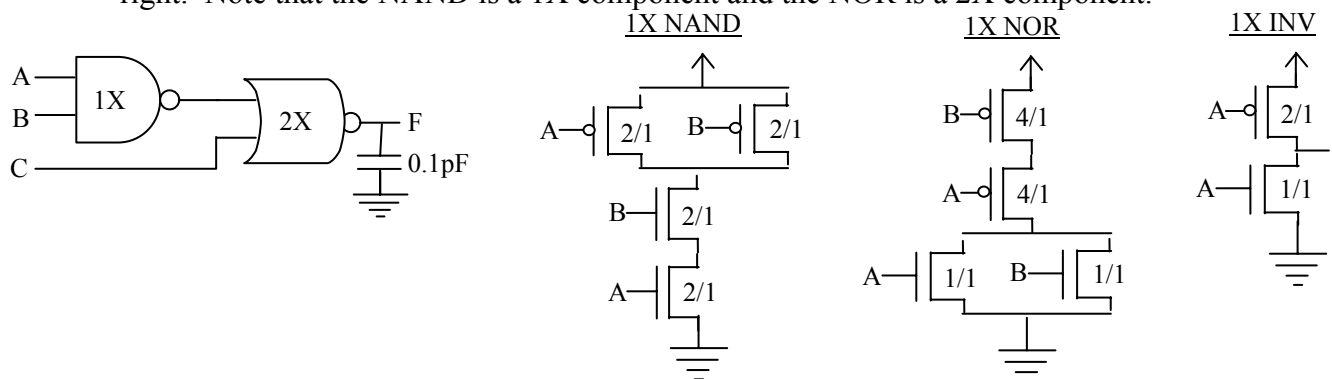 right. Note that the NAND is a 1X component and the NOR is a 2X component.
1X NAND
1X NOR
1X INV
A
B
C
1X
2X
F
0.1pF
A
2/1
B
2/1
B
2/1
A
2/1
B
4/1
A
4/1
A
1/1
B
1/1
A
2/1
A
1/1